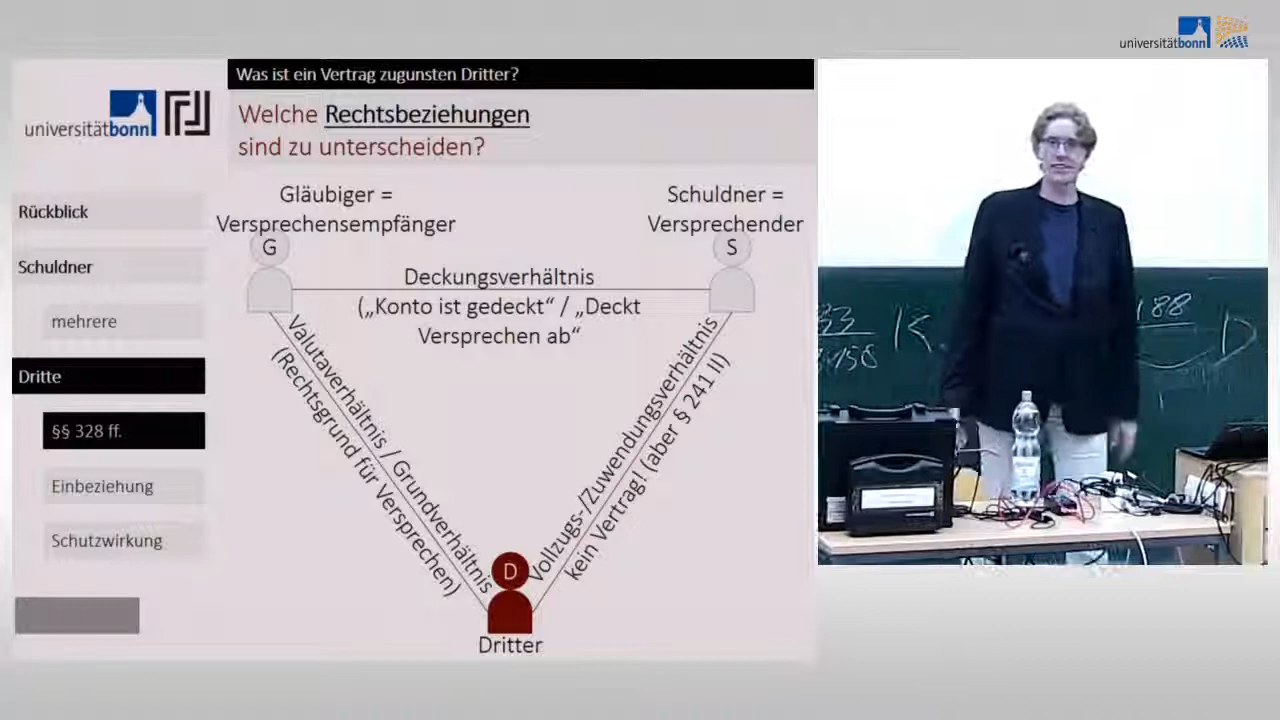 universitätbonn
Was ist ein Vertrag zugunsten Dritter?
universitätbonn
Welche Rechtsbeziehungen
sind zu unterscheiden?
Rückblick
Schuldner
mehrere
Dritte
§§ 328 ff.
Einbeziehung
Schutzwirkung
Gläubiger =
Versprechensempfänger
G
Schuldner =
Versprechender
S
Deckungsverhältnis
(„Konto ist gedeckt“ / „Deckt
Versprechen ab“
Valutaverhältnis / Grundverhältnis
(Rechtsgrund für Versprechen)
Vollzugs-/Zuwendungsverhältnis
kein Vertrag! (aber § 241 II)
D
Dritter
K
188
D